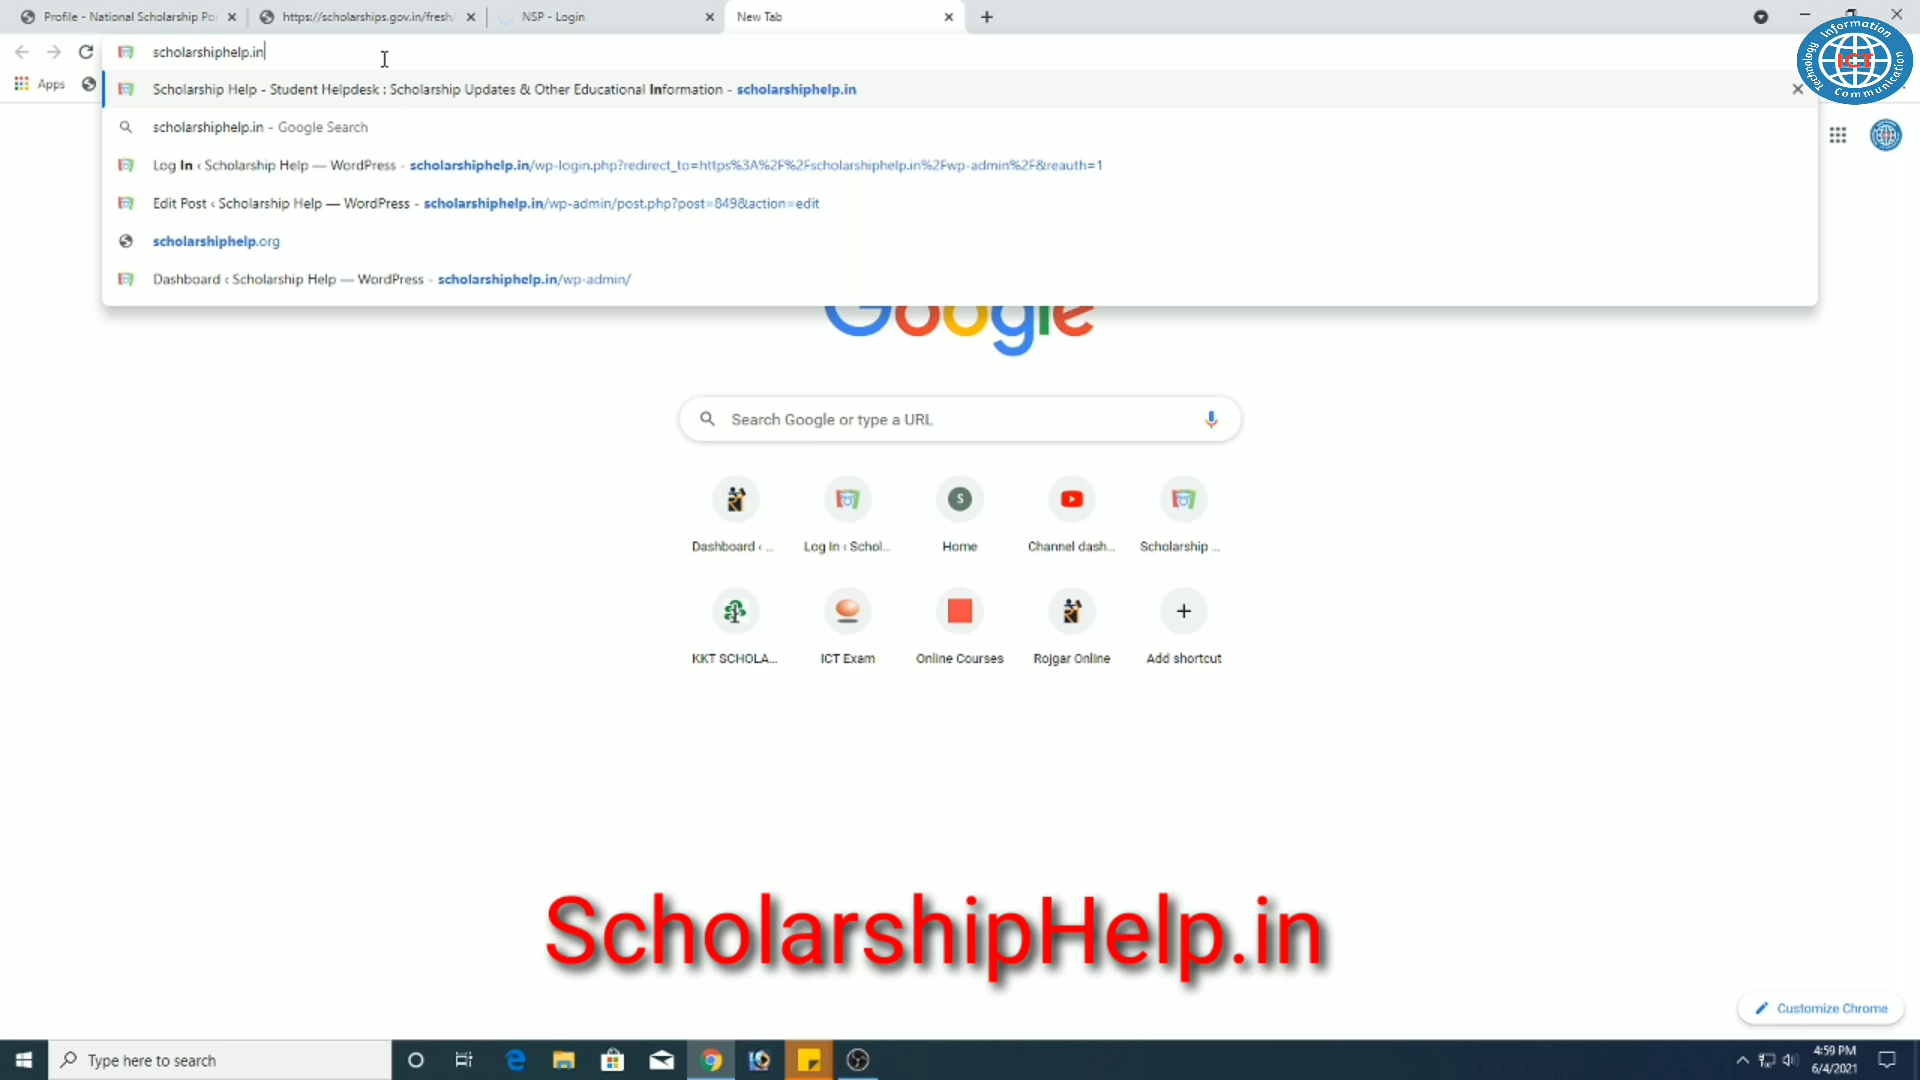 Profile - National Scholarship Po
https://scholarships.gov.in/fresh/
NSP - Login
New Tab
scholarshiphelp.in
Apps
Scholarship Help - Student Helpdesk : Scholarship Updates & Other Educational Information - scholarshiphelp.in
scholarshiphelp.in - Google Search
Log In ‹ Scholarship Help — WordPress - scholarshiphelp.in/wp-login.php?redirect_to=https%3A%2F%2Fscholarshiphelp.in%2Fwp-admin%2F&reauth=1
Edit Post ‹ Scholarship Help — WordPress - scholarshiphelp.in/wp-admin/post.php?post=849&action=edit
scholarshiphelp.org
Dashboard ‹ Scholarship Help — WordPress - scholarshiphelp.in/wp-admin/
Information
Technology
ICT
Communication
Google
Search Google or type a URL
S
Dashboard ‹ ...
Log In ‹ Schol...
Home
Channel dash...
Scholarship ...
KKT SCHOLA...
ICT Exam
Online Courses
Rojgar Online
Add shortcut
ScholarshipHelp.in
Customize Chrome
Type here to search
4:59 PM
6/4/2021